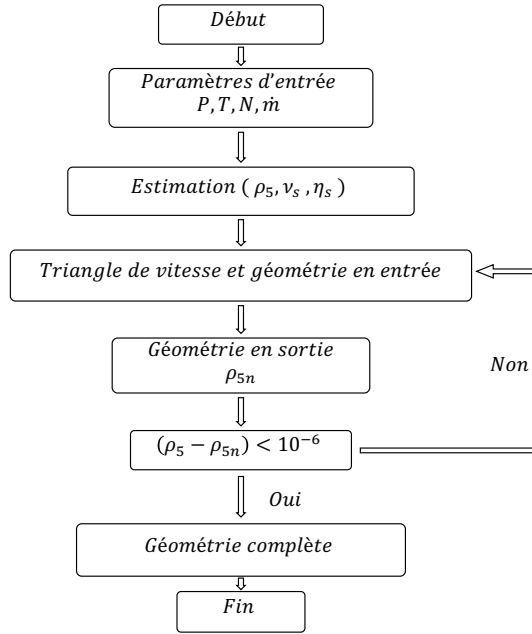 Début
Paramètres d'entrée
P, T, N, ṁ
Estimation ( ρ₅, ν_s , η_s )
Triangle de vitesse et géométrie en entrée
Géométrie en sortie
ρ₅ₙ
Non
(ρ₅ − ρ₅ₙ) < 10⁻⁶
Oui
Géométrie complète
Fin